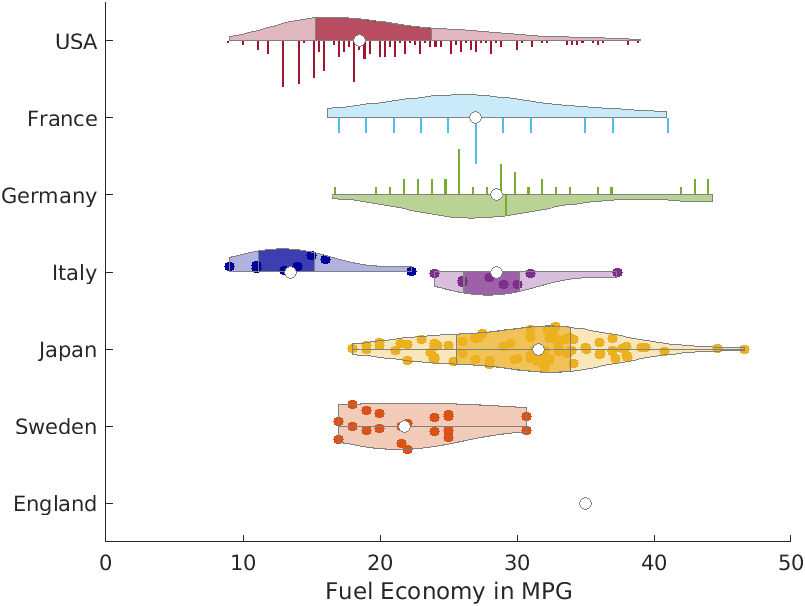 USA
France
Germany
Italy
Japan
Sweden
England
0 10 20 30 40 50
Fuel Economy in MPG